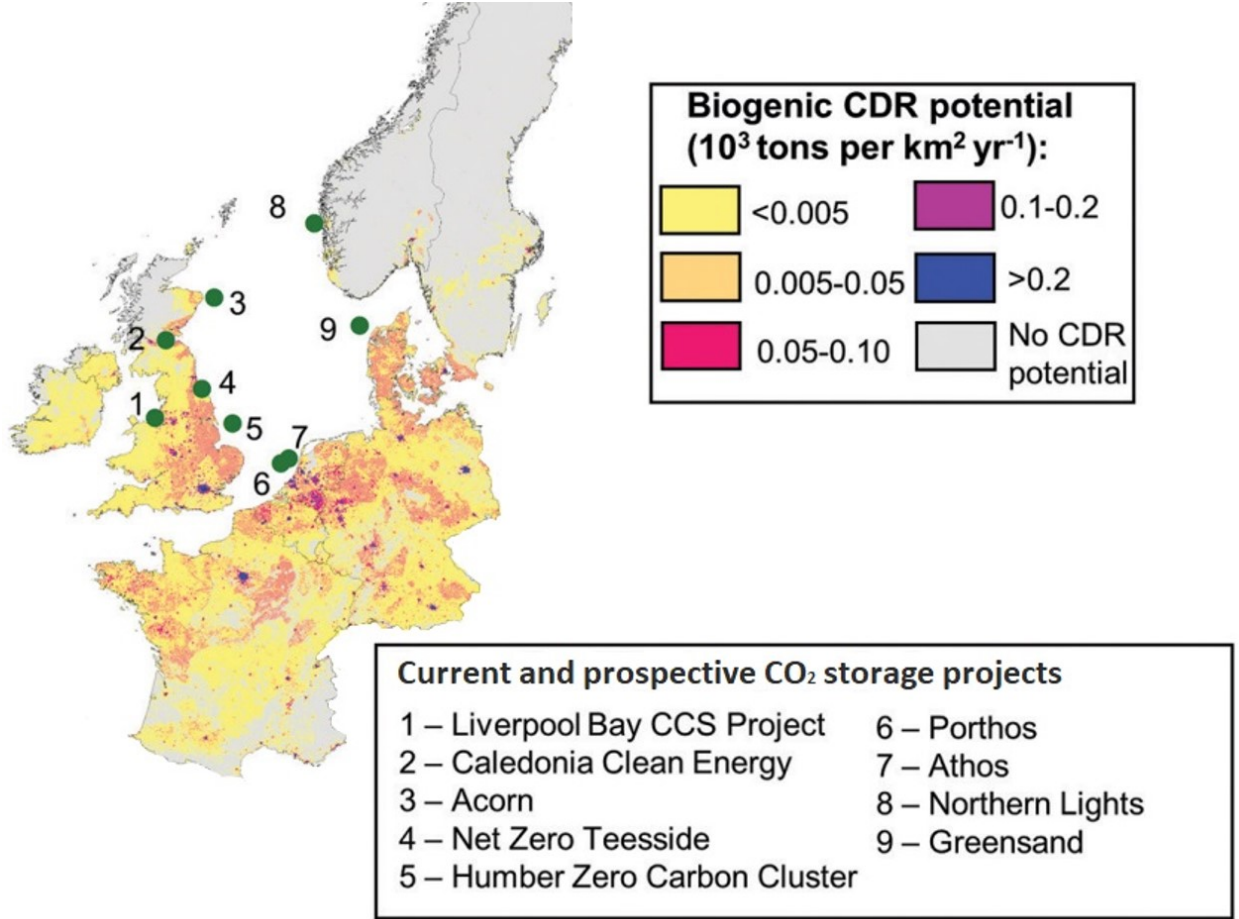 Biogenic CDR potential
(10³ tons per km² yr⁻¹):
<0.005
0.1-0.2
0.005-0.05
>0.2
0.05-0.10
No CDR
potential
8
3
9
2
4
1
5
7
6
Current and prospective CO₂ storage projects
1 – Liverpool Bay CCS Project
2 – Caledonia Clean Energy
3 – Acorn
4 – Net Zero Teesside
5 – Humber Zero Carbon Cluster
6 – Porthos
7 – Athos
8 – Northern Lights
9 – Greensand